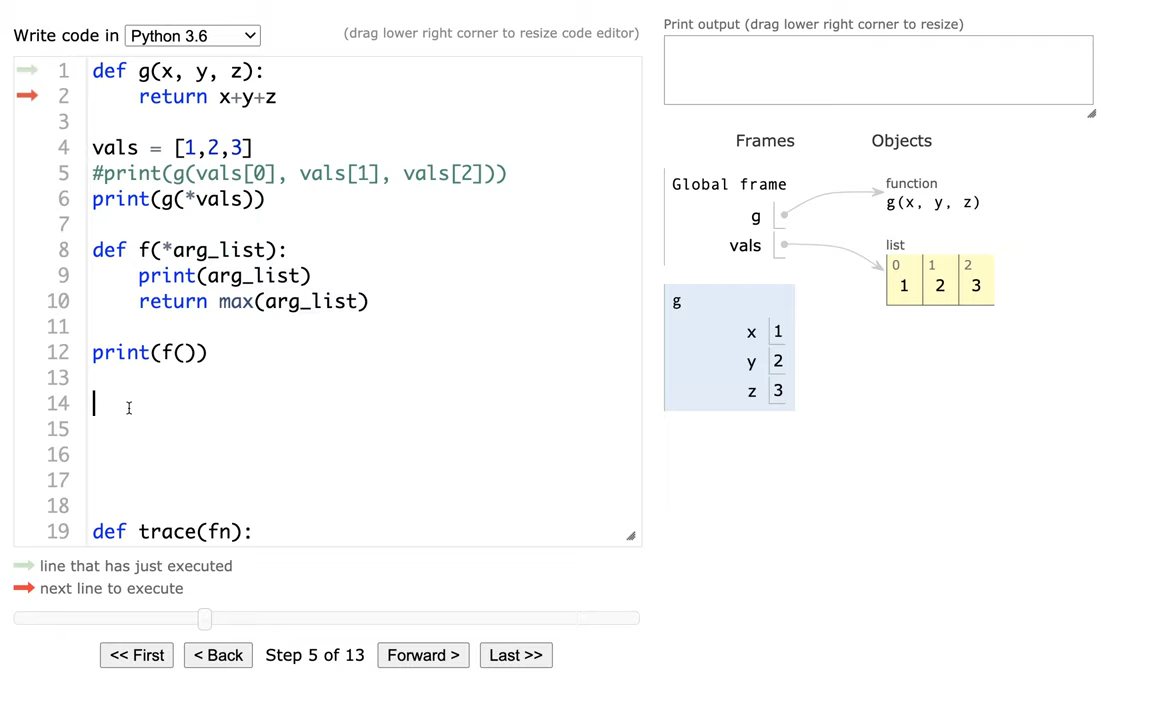 Write code in Python 3.6
(drag lower right corner to resize code editor)
1 def g(x, y, z):
2     return x+y+z
3
4 vals = [1,2,3]
5 #print(g(vals[0], vals[1], vals[2]))
6 print(g(*vals))
7
8 def f(*arg_list):
9     print(arg_list)
10     return max(arg_list)
11
12 print(f())
13
14
15
16
17
18
19 def trace(fn):
line that has just executed
next line to execute
<< First < Back Step 5 of 13 Forward > Last >>
Print output (drag lower right corner to resize)
Frames Objects
Global frame
g
vals
function
g(x, y, z)
list
0 1 2
1 2 3
g
x 1
y 2
z 3